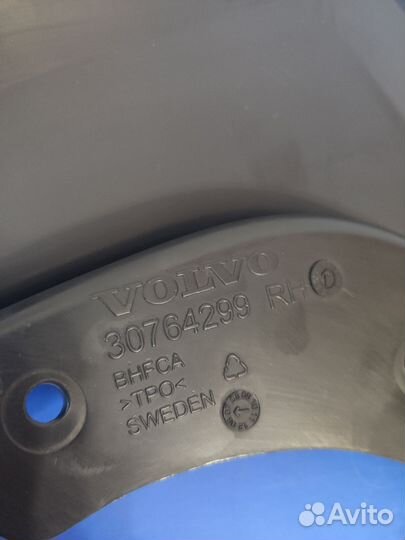 VOLVO
30764299 RH
BHFCA
>TPO<
SWEDEN
Avito